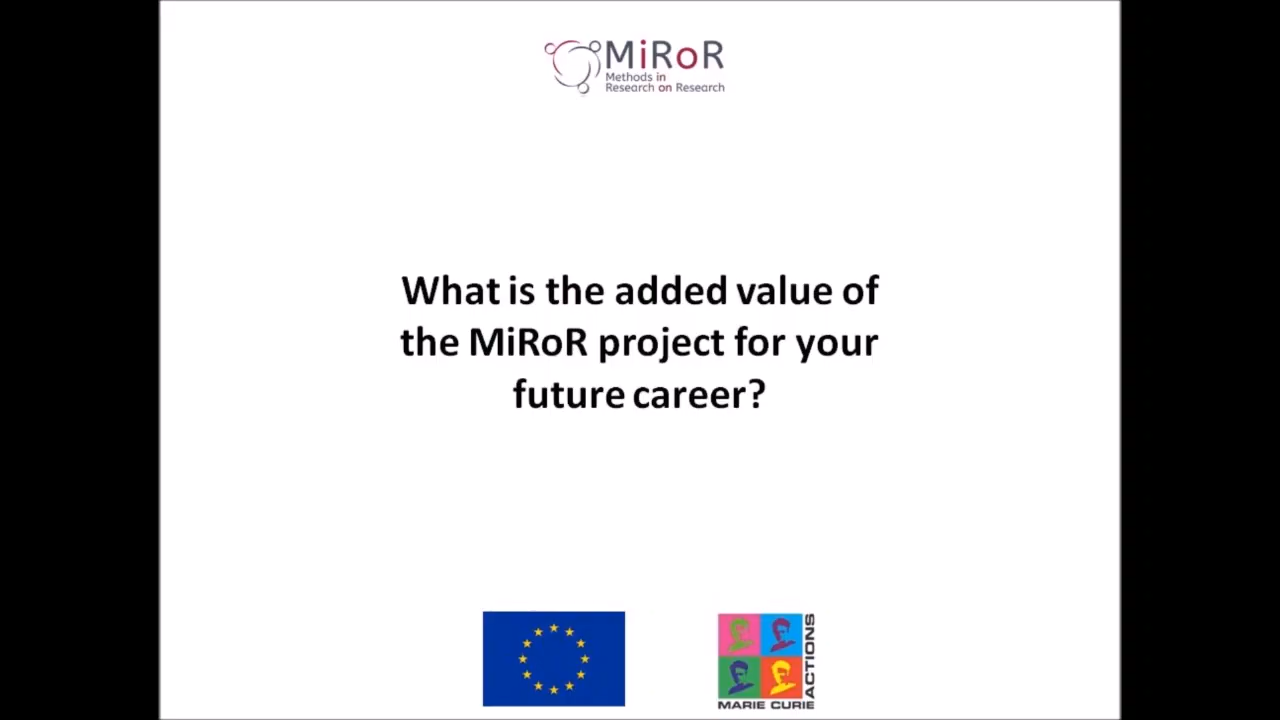 MiRoR
Methods in
Research on Research
What is the added value of
the MiRoR project for your
future career?
MARIE CURIE
ACTIONS